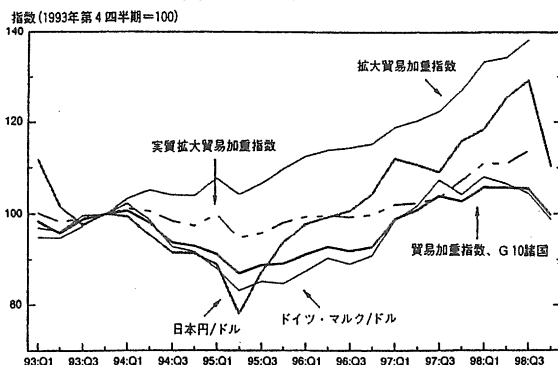 指数(1993年第4四半期=100)
140
拡大貿易加重指数
120
実質拡大貿易加重指数
100
貿易加重指数、G10諸国
80
日本円/ドル
ドイツ・マルク/ドル
93:Q1 93:Q3 94:Q1 94:Q3 95:Q1 95:Q3 96:Q1 96:Q3 97:Q1 97:Q3 98:Q1 98:Q3